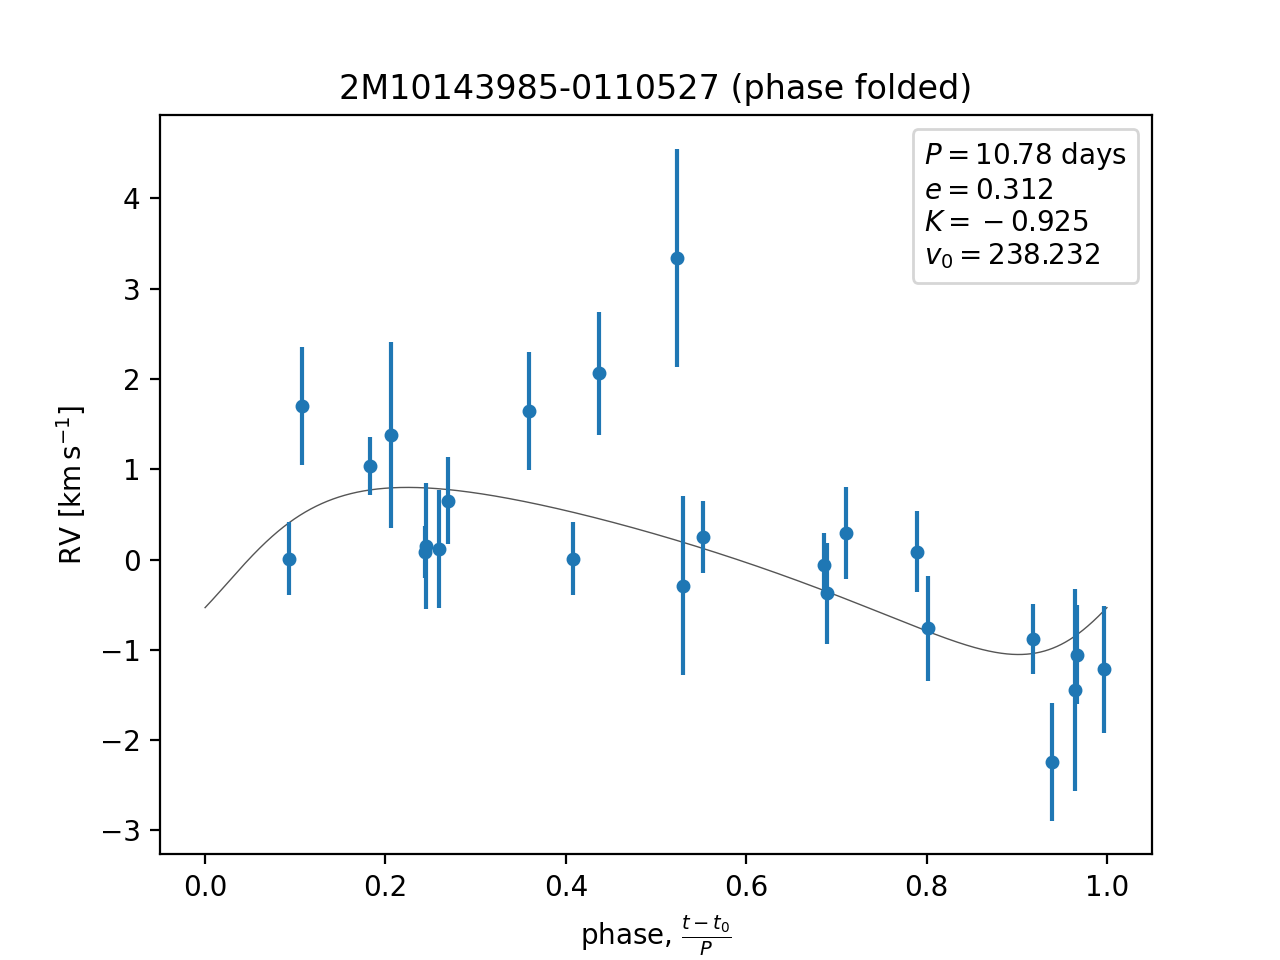 2M10143985-0110527 (phase folded)
P = 10.78 days
e = 0.312
K = −0.925
v₀ = 238.232
4
3
2
1
0
−1
−2
−3
RV [km s⁻¹]
0.0 0.2 0.4 0.6 0.8 1.0
phase, (t − t₀)/P